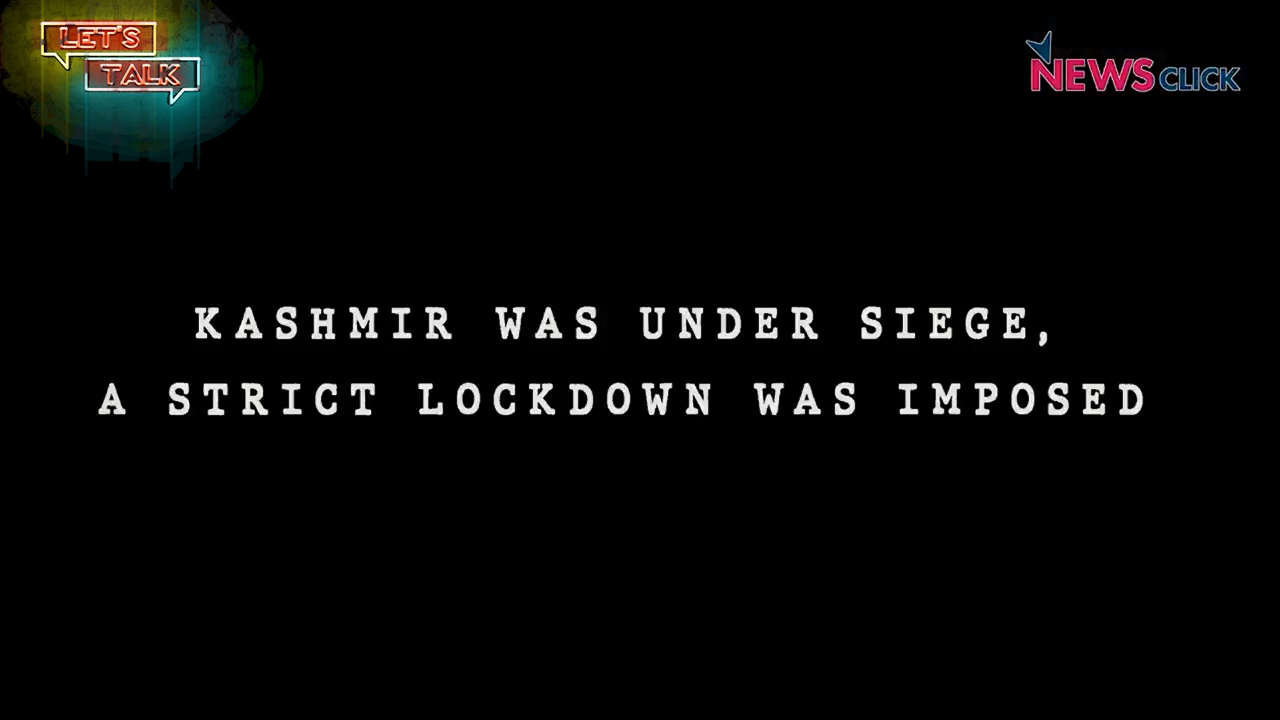 LET'S
TALK
NEWSCLICK
KASHMIR WAS UNDER SIEGE,
A STRICT LOCKDOWN WAS IMPOSED